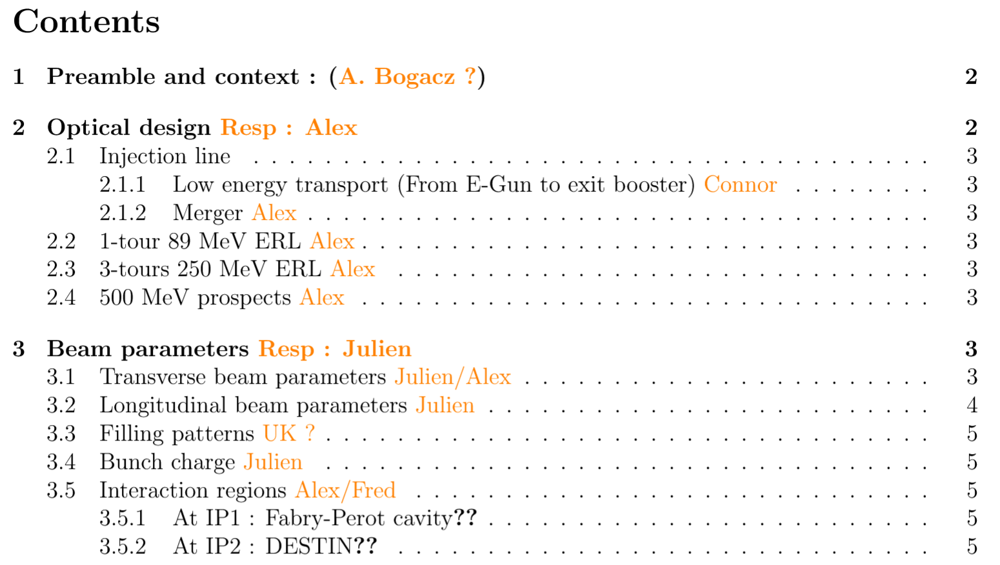 Contents
1 Preamble and context : (A. Bogacz ?) 2
2 Optical design Resp : Alex 2
2.1 Injection line . . . . . . . . . . . . . . . . . . . . . . . . . . . . . . . . . . . . . . 3
2.1.1 Low energy transport (From E-Gun to exit booster) Connor . . . . . . . . 3
2.1.2 Merger Alex . . . . . . . . . . . . . . . . . . . . . . . . . . . . . . . . . . . 3
2.2 1-tour 89 MeV ERL Alex . . . . . . . . . . . . . . . . . . . . . . . . . . . . . . . . 3
2.3 3-tours 250 MeV ERL Alex . . . . . . . . . . . . . . . . . . . . . . . . . . . . . . 3
2.4 500 MeV prospects Alex . . . . . . . . . . . . . . . . . . . . . . . . . . . . . . . . 3
3 Beam parameters Resp : Julien 3
3.1 Transverse beam parameters Julien/Alex . . . . . . . . . . . . . . . . . . . . . . . 3
3.2 Longitudinal beam parameters Julien . . . . . . . . . . . . . . . . . . . . . . . . . 4
3.3 Filling patterns UK ? . . . . . . . . . . . . . . . . . . . . . . . . . . . . . . . . . . 5
3.4 Bunch charge Julien . . . . . . . . . . . . . . . . . . . . . . . . . . . . . . . . . . 5
3.5 Interaction regions Alex/Fred . . . . . . . . . . . . . . . . . . . . . . . . . . . . . 5
3.5.1 At IP1 : Fabry-Perot cavity?? . . . . . . . . . . . . . . . . . . . . . . . . . 5
3.5.2 At IP2 : DESTIN?? . . . . . . . . . . . . . . . . . . . . . . . . . . . . . . 5